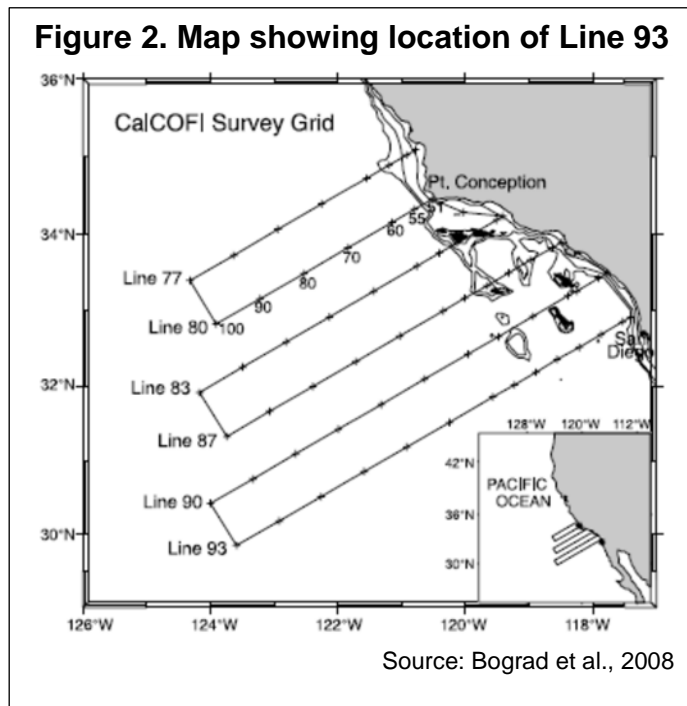 Figure 2. Map showing location of Line 93
36°N
CalCOFI Survey Grid
Pt. Conception
51
55
60
34°N
70
Line 77
80
90
Line 80
100
San
Diego
32°N
Line 83
128°W 120°W 112°W
Line 87
42°N
PACIFIC
OCEAN
Line 90
36°N
30°N
Line 93
30°N
126°W 124°W 122°W 120°W 118°W
Source: Bograd et al., 2008